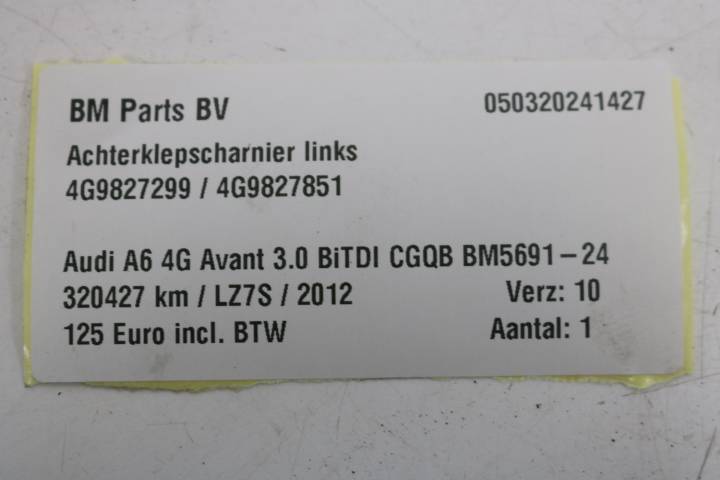 BM Parts BV 050320241427
Achterklepscharnier links
4G9827299 / 4G9827851
Audi A6 4G Avant 3.0 BiTDI CGQB BM5691-24
320427 km / LZ7S / 2012 Verz: 10
125 Euro incl. BTW Aantal: 1